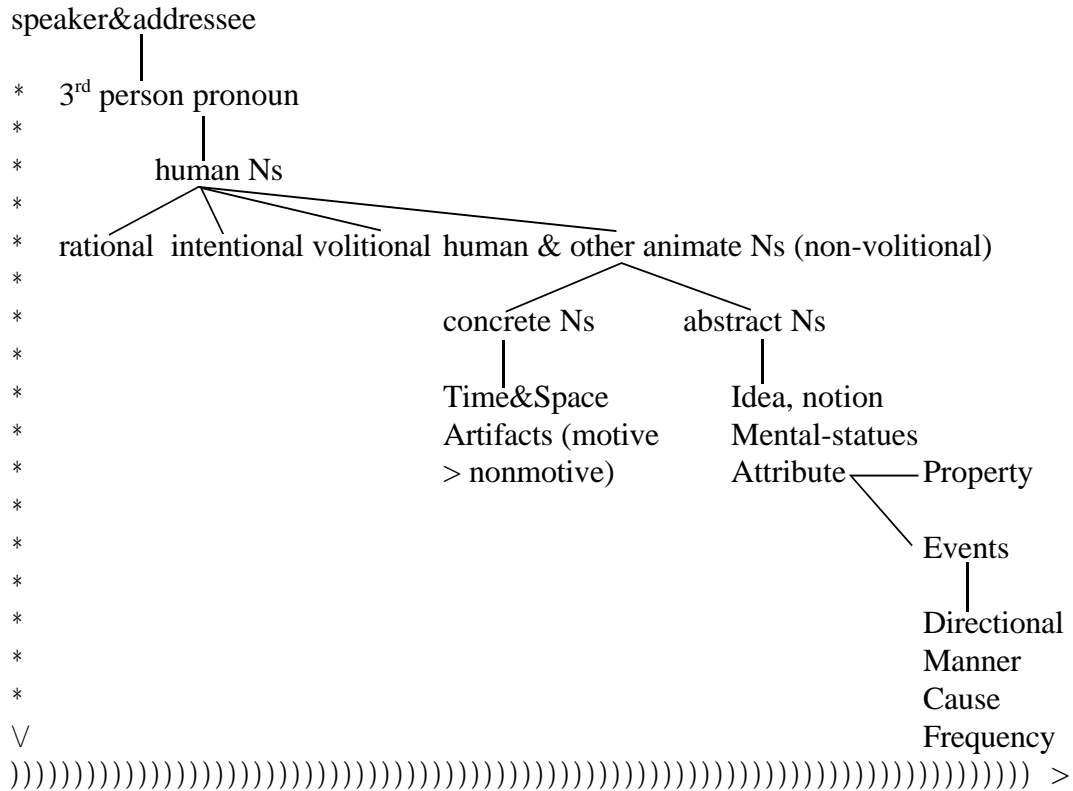 speaker&addressee
* 3rd person pronoun
*
* human Ns
*
* rational intentional volitional human & other animate Ns (non-volitional)
*
* concrete Ns abstract Ns
*
* Time&Space Idea, notion
* Artifacts (motive Mental-statues
* > nonmotive) Attribute Property
*
* Events
*
* Directional
* Manner
* Cause
\/ Frequency
)))))))))))))))))))))))))))))))))))))))))))))))))))))))))))))))))))))))))))))))) >